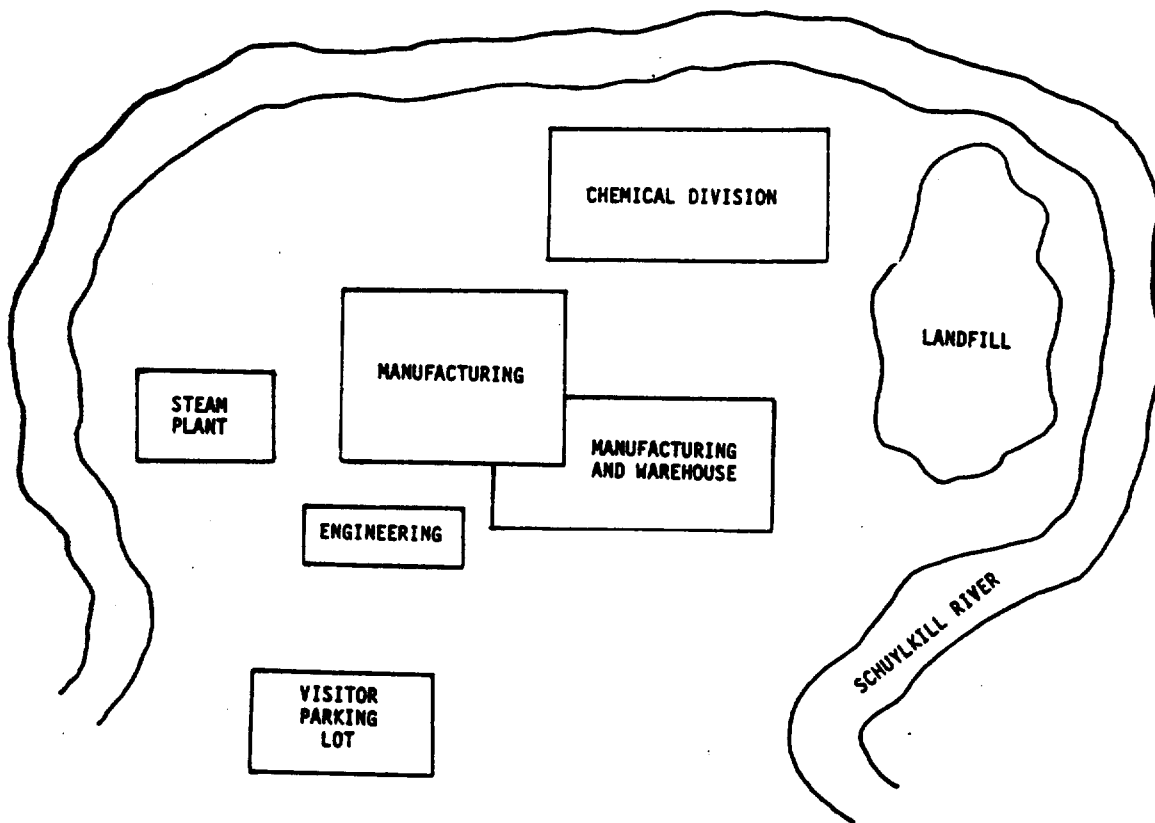 CHEMICAL DIVISION
LANDFILL
MANUFACTURING
STEAM
PLANT
MANUFACTURING
AND WAREHOUSE
ENGINEERING
SCHUYLKILL RIVER
VISITOR
PARKING
LOT